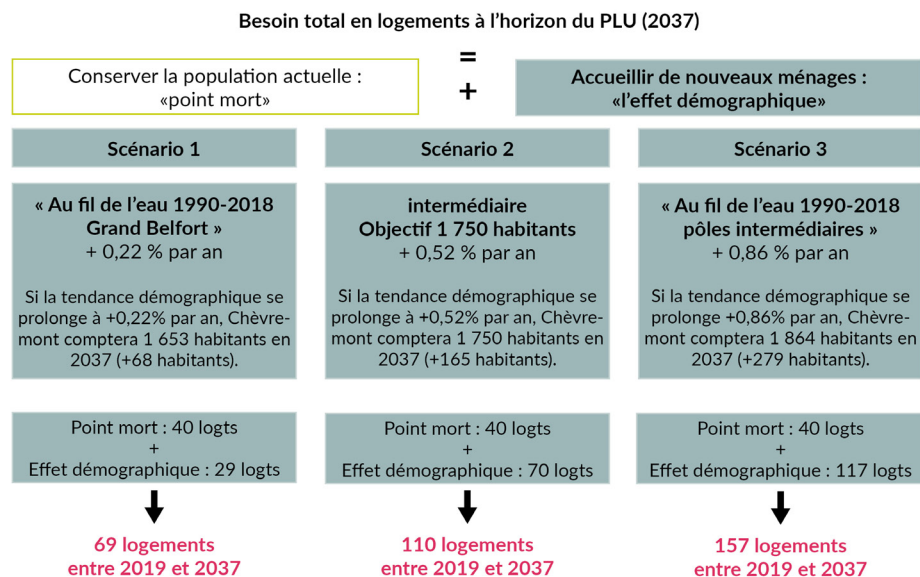 Besoin total en logements à l’horizon du PLU (2037)
=
Conserver la population actuelle :
«point mort»
+
Accueillir de nouveaux ménages :
«l’effet démographique»
Scénario 1
« Au fil de l’eau 1990-2018
Grand Belfort »
+ 0,22 % par an
Si la tendance démographique se
prolonge à +0,22% par an, Chèvre-
mont comptera 1 653 habitants en
2037 (+68 habitants).
Point mort : 40 logts
+
Effet démographique : 29 logts
69 logements
entre 2019 et 2037
Scénario 2
intermédiaire
Objectif 1 750 habitants
+ 0,52 % par an
Si la tendance démographique se
prolonge à +0,52% par an, Chèvre-
mont comptera 1 750 habitants en
2037 (+165 habitants).
Point mort : 40 logts
+
Effet démographique : 70 logts
110 logements
entre 2019 et 2037
Scénario 3
« Au fil de l’eau 1990-2018
pôles intermédiaires »
+ 0,86 % par an
Si la tendance démographique se
prolonge +0,86% par an, Chèvre-
mont comptera 1 864 habitants en
2037 (+279 habitants).
Point mort : 40 logts
+
Effet démographique : 117 logts
157 logements
entre 2019 et 2037